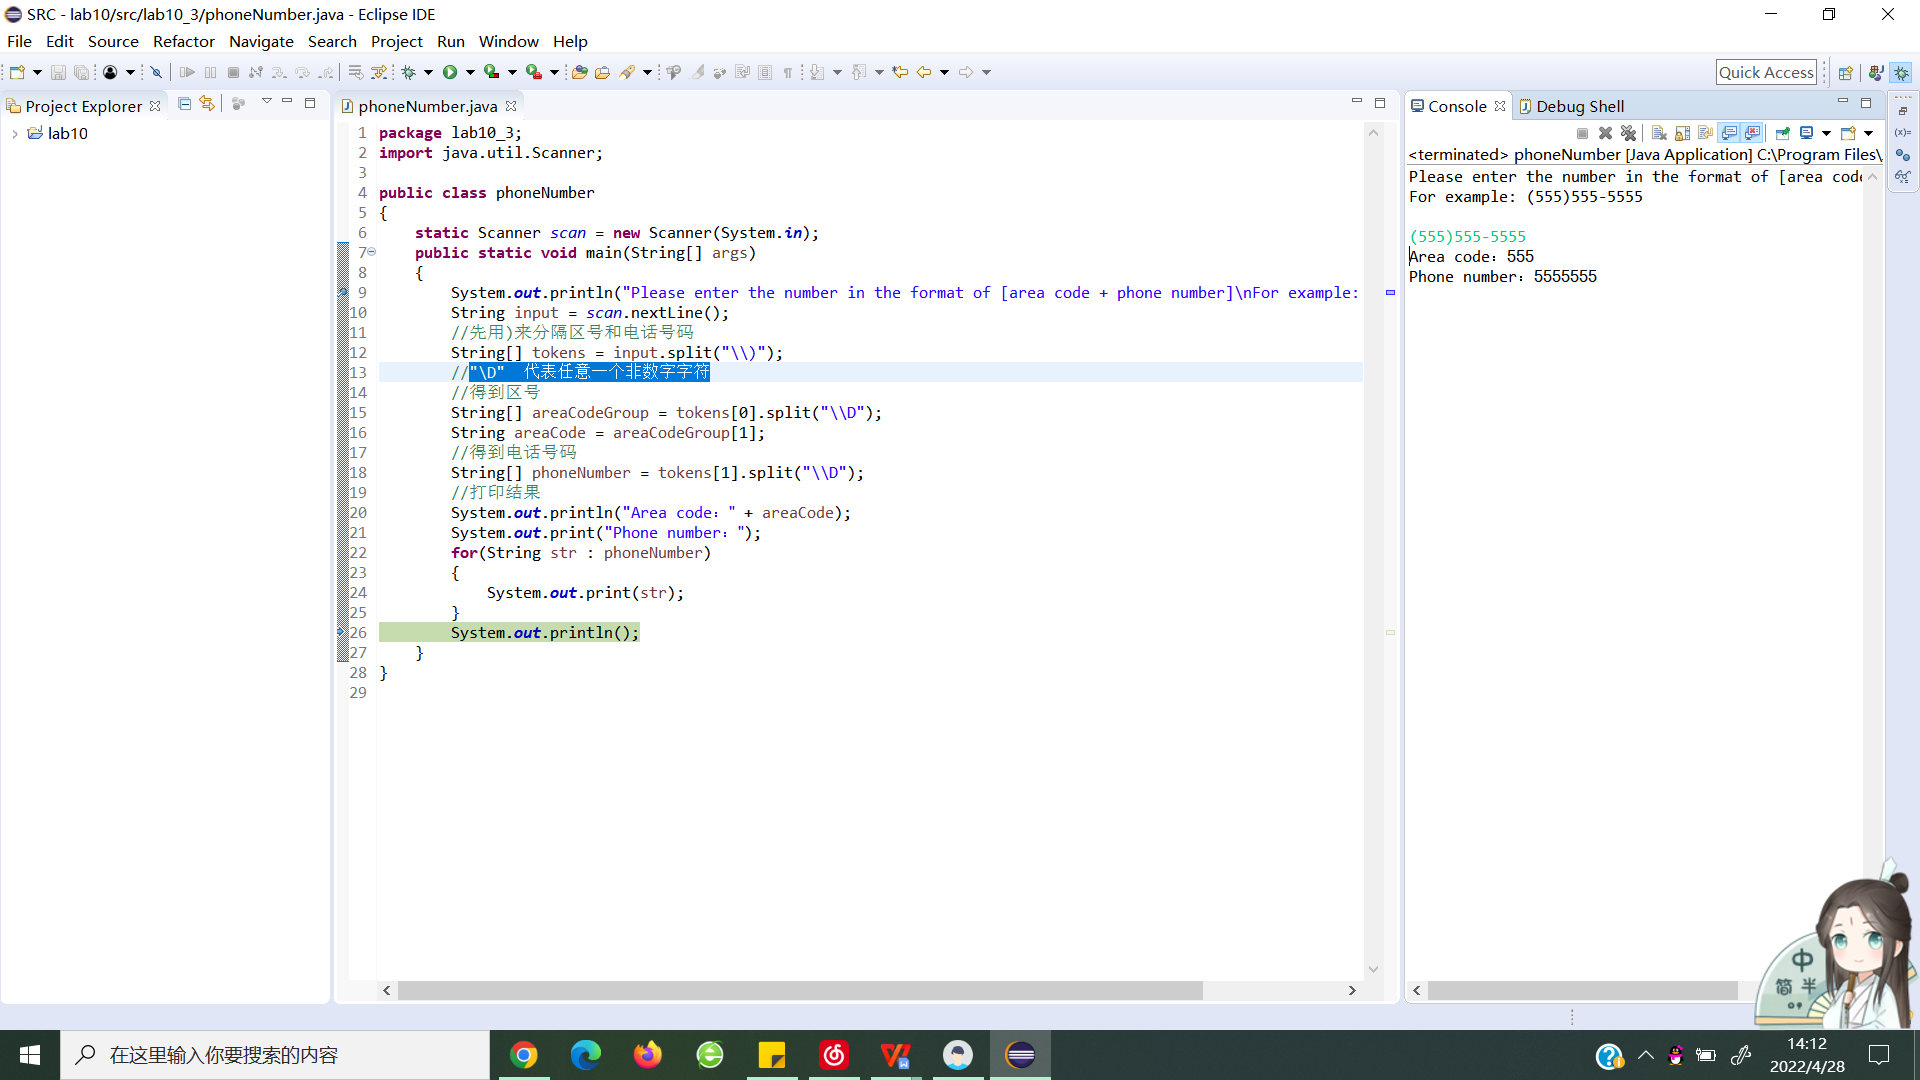 SRC - lab10/src/lab10_3/phoneNumber.java - Eclipse IDE
File Edit Source Refactor Navigate Search Project Run Window Help
Quick Access
Project Explorer
lab10
phoneNumber.java
1 package lab10_3;
2 import java.util.Scanner;
3
4 public class phoneNumber
5 {
6 static Scanner scan = new Scanner(System.in);
7 public static void main(String[] args)
8 {
9 System.out.println("Please enter the number in the format of [area code + phone number]\nFor example:
10 String input = scan.nextLine();
11 //先用)来分隔区号和电话号码
12 String[] tokens = input.split("\\)");
13 //"\D" 代表任意一个非数字字符
14 //得到区号
15 String[] areaCodeGroup = tokens[0].split("\\D");
16 String areaCode = areaCodeGroup[1];
17 //得到电话号码
18 String[] phoneNumber = tokens[1].split("\\D");
19 //打印结果
20 System.out.println("Area code：" + areaCode);
21 System.out.print("Phone number：");
22 for(String str : phoneNumber)
23 {
24 System.out.print(str);
25 }
26 System.out.println();
27 }
28 }
29
Console Debug Shell
<terminated> phoneNumber [Java Application] C:\Program Files\
Please enter the number in the format of [area code
For example: (555)555-5555
(555)555-5555
Area code：555
Phone number：5555555
中
简 半
在这里输入你要搜索的内容
14:12
2022/4/28